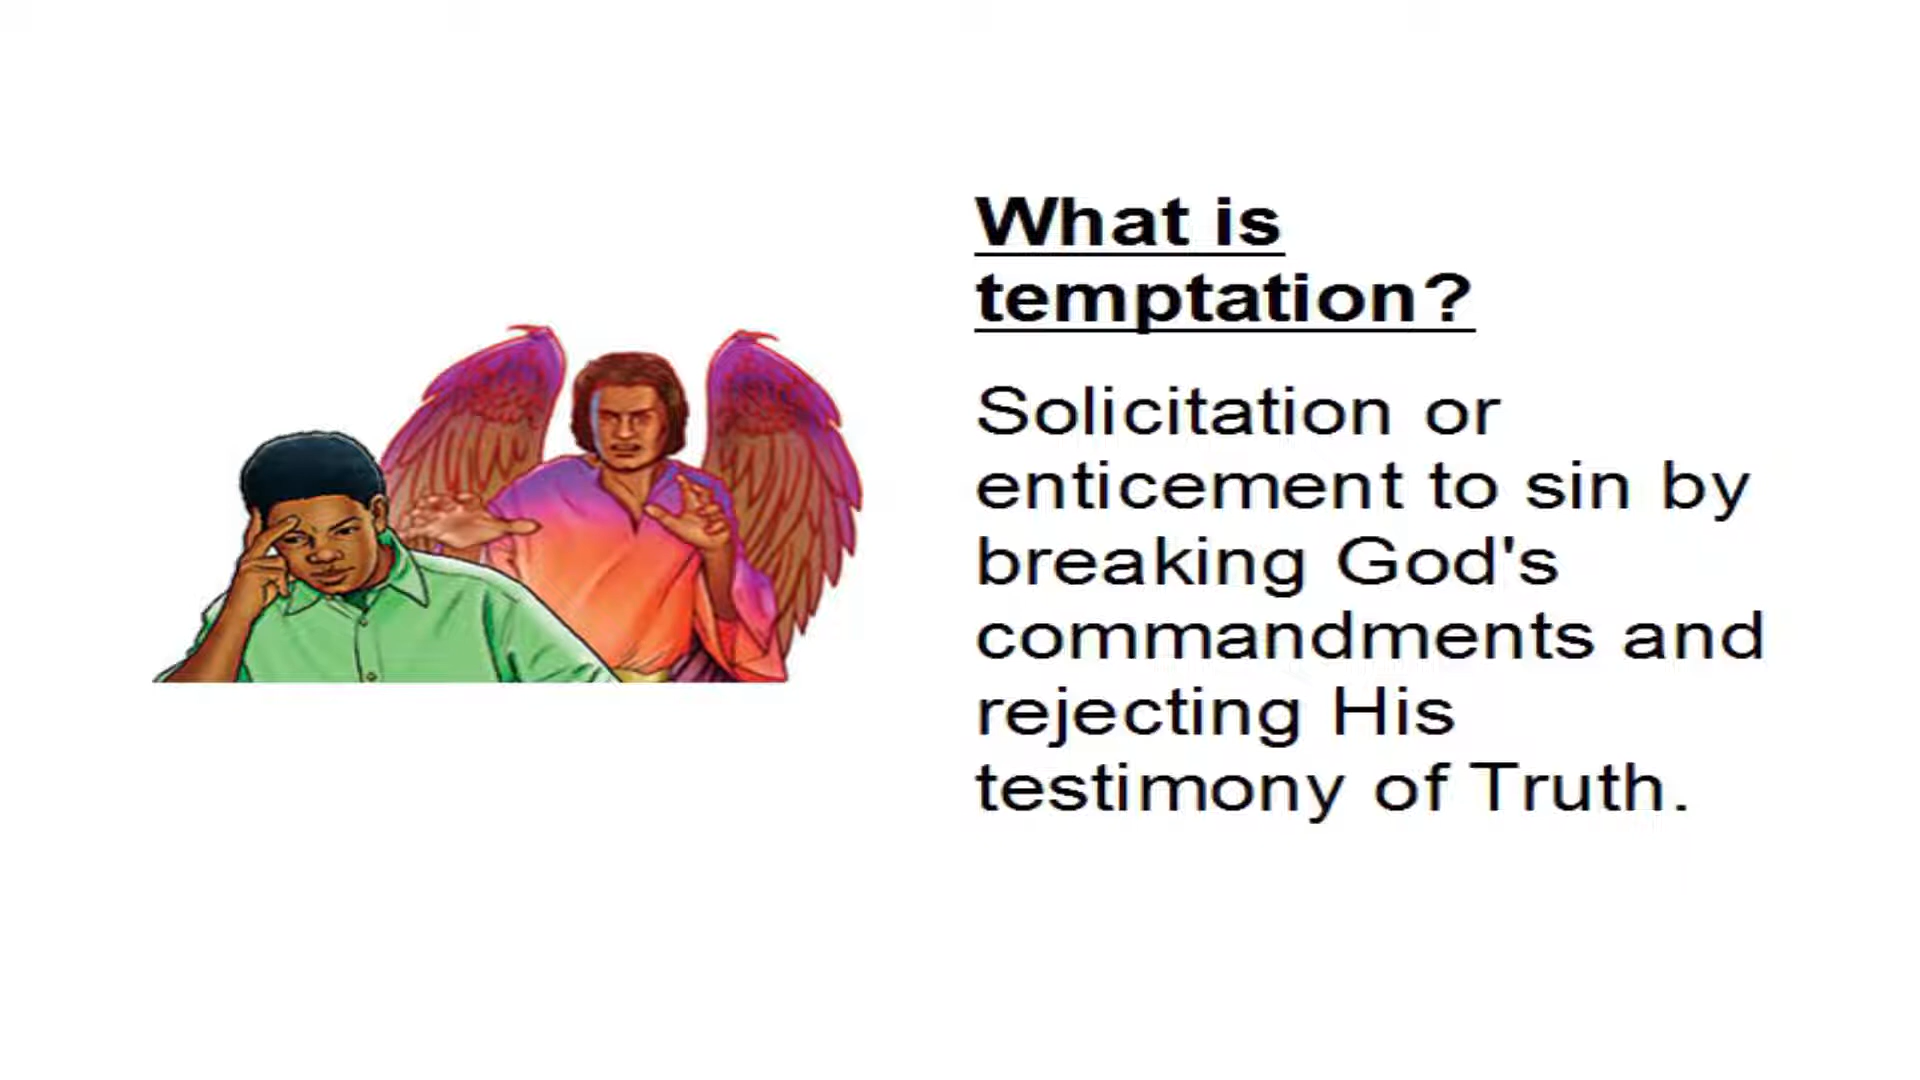 What is
temptation?
Solicitation or
enticement to sin by
breaking God's
commandments and
rejecting His
testimony of Truth.